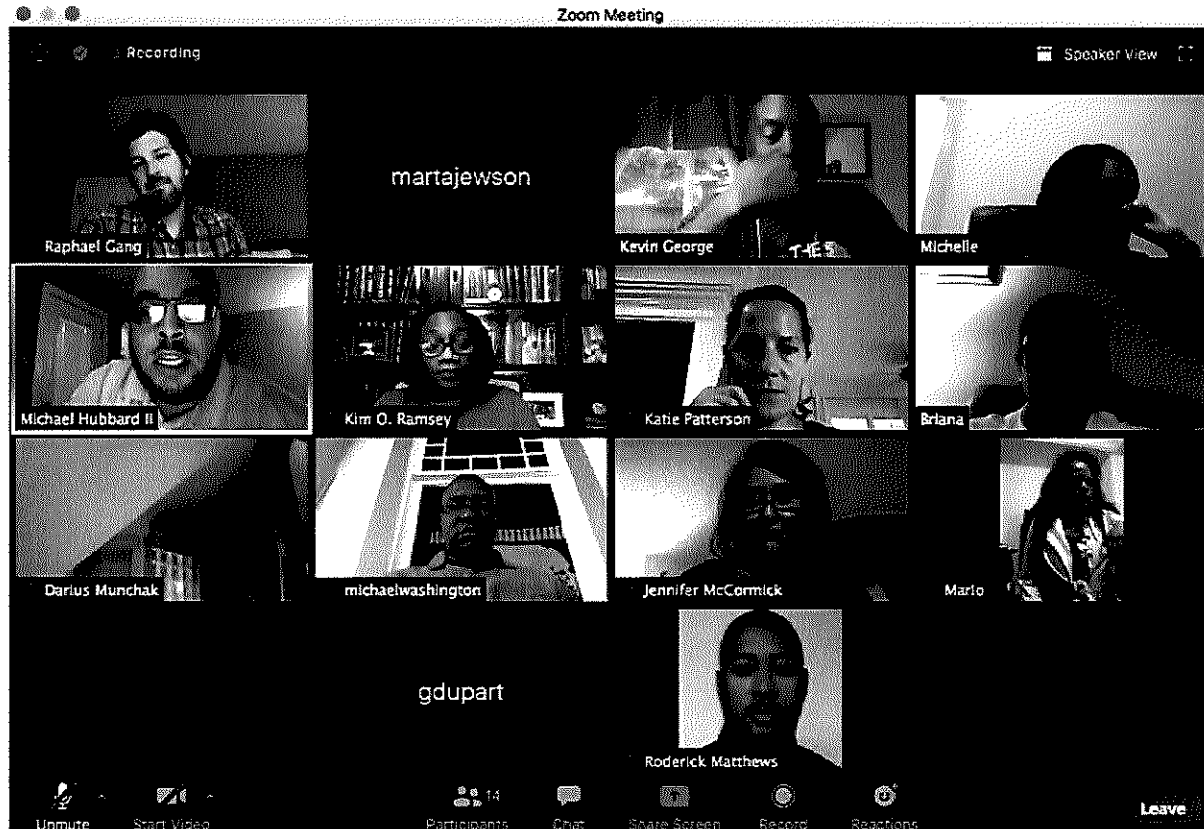 Zoom Meeting
Recording
Speaker View
Raphael Gang
martajewson
Kevin George
THE
Michelle
Michael Hubbard II
Kim O. Ramsey
Katie Patterson
Briana
Darius Munchak
michaelwashington
Jennifer McCormick
Mario
gdupart
Roderick Matthews
Unmute
Start Video
14
Participants
Chat
Share Screen
Record
Reactions
Leave